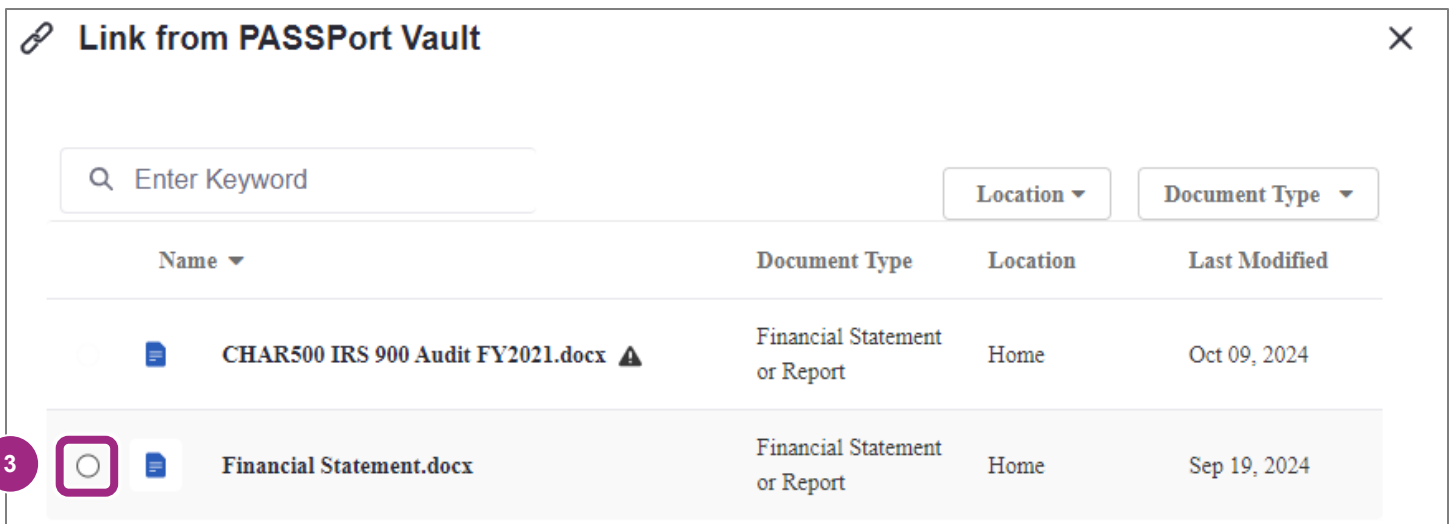 Link from PASSPort Vault
Enter Keyword
Location
Document Type
Name
Document Type
Location
Last Modified
CHAR500 IRS 900 Audit FY2021.docx
Financial Statement
or Report
Home
Oct 09, 2024
3
Financial Statement.docx
Financial Statement
or Report
Home
Sep 19, 2024